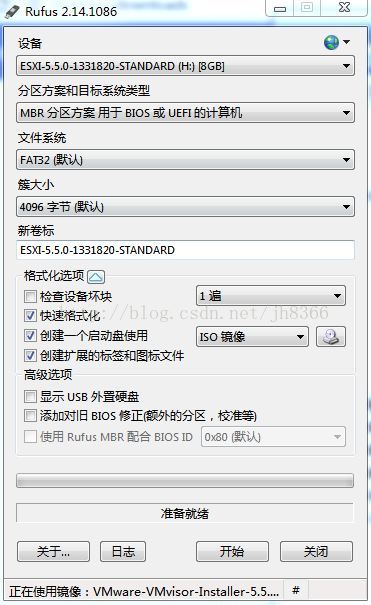 Rufus 2.14.1086
设备
ESXI-5.5.0-1331820-STANDARD (H:) [8GB]
分区方案和目标系统类型
MBR 分区方案 用于 BIOS 或 UEFI 的计算机
文件系统
FAT32 (默认)
簇大小
4096 字节 (默认)
新卷标
ESXI-5.5.0-1331820-STANDARD
格式化选项
检查设备坏块 1 遍
快速格式化
blog.csdn.net/jh8366
创建一个启动盘使用 ISO 镜像
创建扩展的标签和图标文件
高级选项
显示 USB 外置硬盘
添加对旧 BIOS 修正(额外的分区，校准等)
使用 Rufus MBR 配合 BIOS ID 0x80 (默认)
准备就绪
关于... 日志 开始 关闭
正在使用镜像：VMware-VMvisor-Installer-5.5.... #